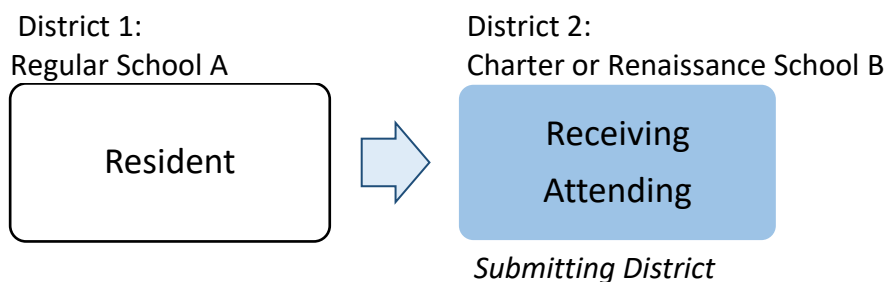 District 1:
Regular School A
Resident
District 2:
Charter or Renaissance School B
Receiving
Attending
Submitting District